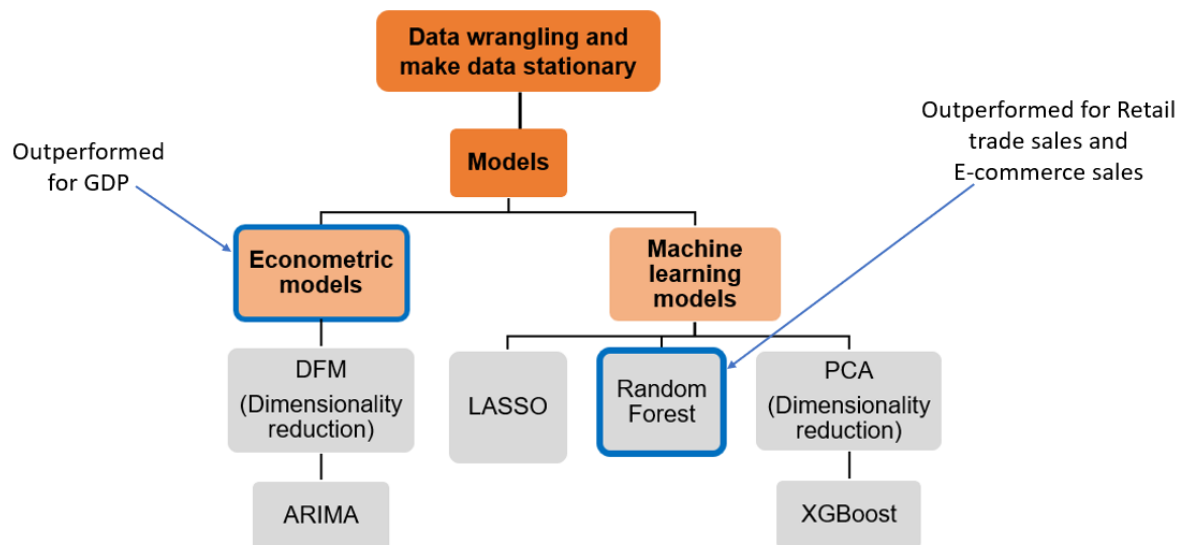 Data wrangling and
make data stationary
Outperformed for Retail
trade sales and
E-commerce sales
Outperformed
for GDP
Models
Econometric
models
Machine
learning
models
DFM
(Dimensionality
reduction)
LASSO
Random
Forest
PCA
(Dimensionality
reduction)
ARIMA
XGBoost